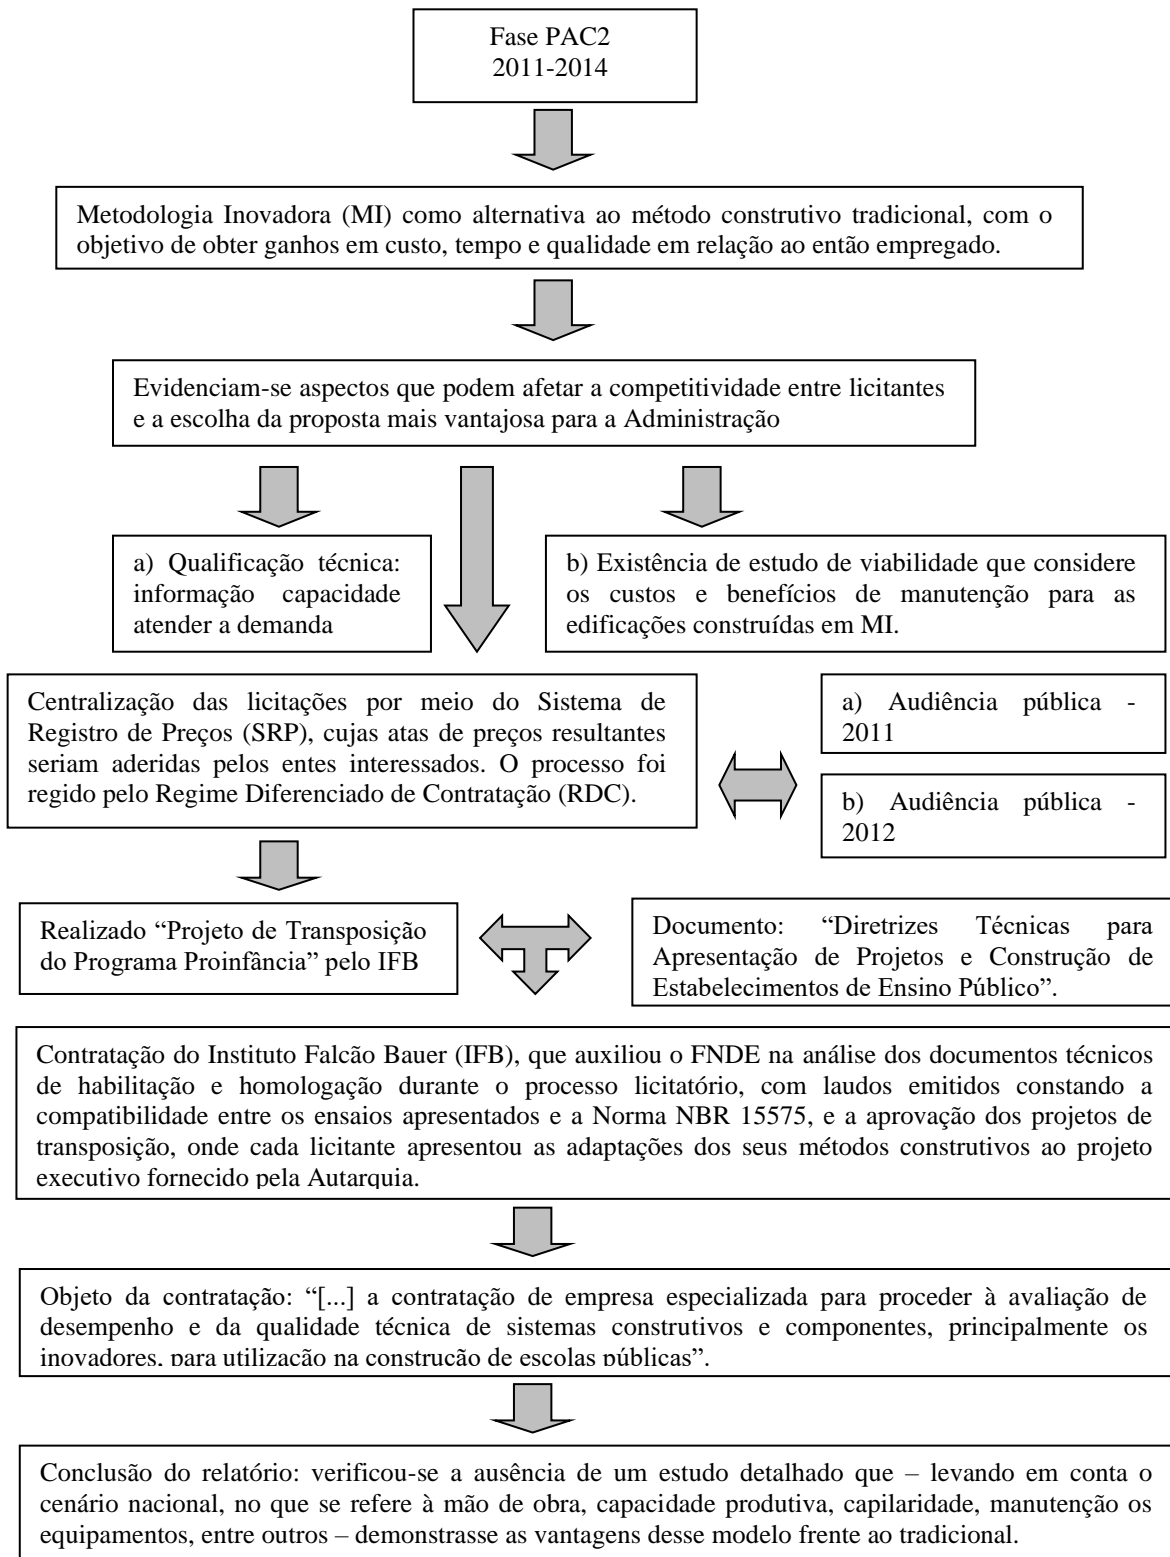 Fase PAC2
2011-2014
Metodologia Inovadora (MI) como alternativa ao método construtivo tradicional, com o
objetivo de obter ganhos em custo, tempo e qualidade em relação ao então empregado.
Evidenciam-se aspectos que podem afetar a competitividade entre licitantes
e a escolha da proposta mais vantajosa para a Administração
a) Qualificação técnica:
informação capacidade
atender a demanda
b) Existência de estudo de viabilidade que considere
os custos e benefícios de manutenção para as
edificações construídas em MI.
Centralização das licitações por meio do Sistema de
Registro de Preços (SRP), cujas atas de preços resultantes
seriam aderidas pelos entes interessados. O processo foi
regido pelo Regime Diferenciado de Contratação (RDC).
a) Audiência pública -
2011
b) Audiência pública -
2012
Realizado “Projeto de Transposição
do Programa Proinfância” pelo IFB
Documento: “Diretrizes Técnicas para
Apresentação de Projetos e Construção de
Estabelecimentos de Ensino Público”.
Contratação do Instituto Falcão Bauer (IFB), que auxiliou o FNDE na análise dos documentos técnicos
de habilitação e homologação durante o processo licitatório, com laudos emitidos constando a
compatibilidade entre os ensaios apresentados e a Norma NBR 15575, e a aprovação dos projetos de
transposição, onde cada licitante apresentou as adaptações dos seus métodos construtivos ao projeto
executivo fornecido pela Autarquia.
Objeto da contratação: “[...] a contratação de empresa especializada para proceder à avaliação de
desempenho e da qualidade técnica de sistemas construtivos e componentes, principalmente os
inovadores, para utilização na construção de escolas públicas”.
Conclusão do relatório: verificou-se a ausência de um estudo detalhado que – levando em conta o
cenário nacional, no que se refere à mão de obra, capacidade produtiva, capilaridade, manutenção os
equipamentos, entre outros – demonstrasse as vantagens desse modelo frente ao tradicional.